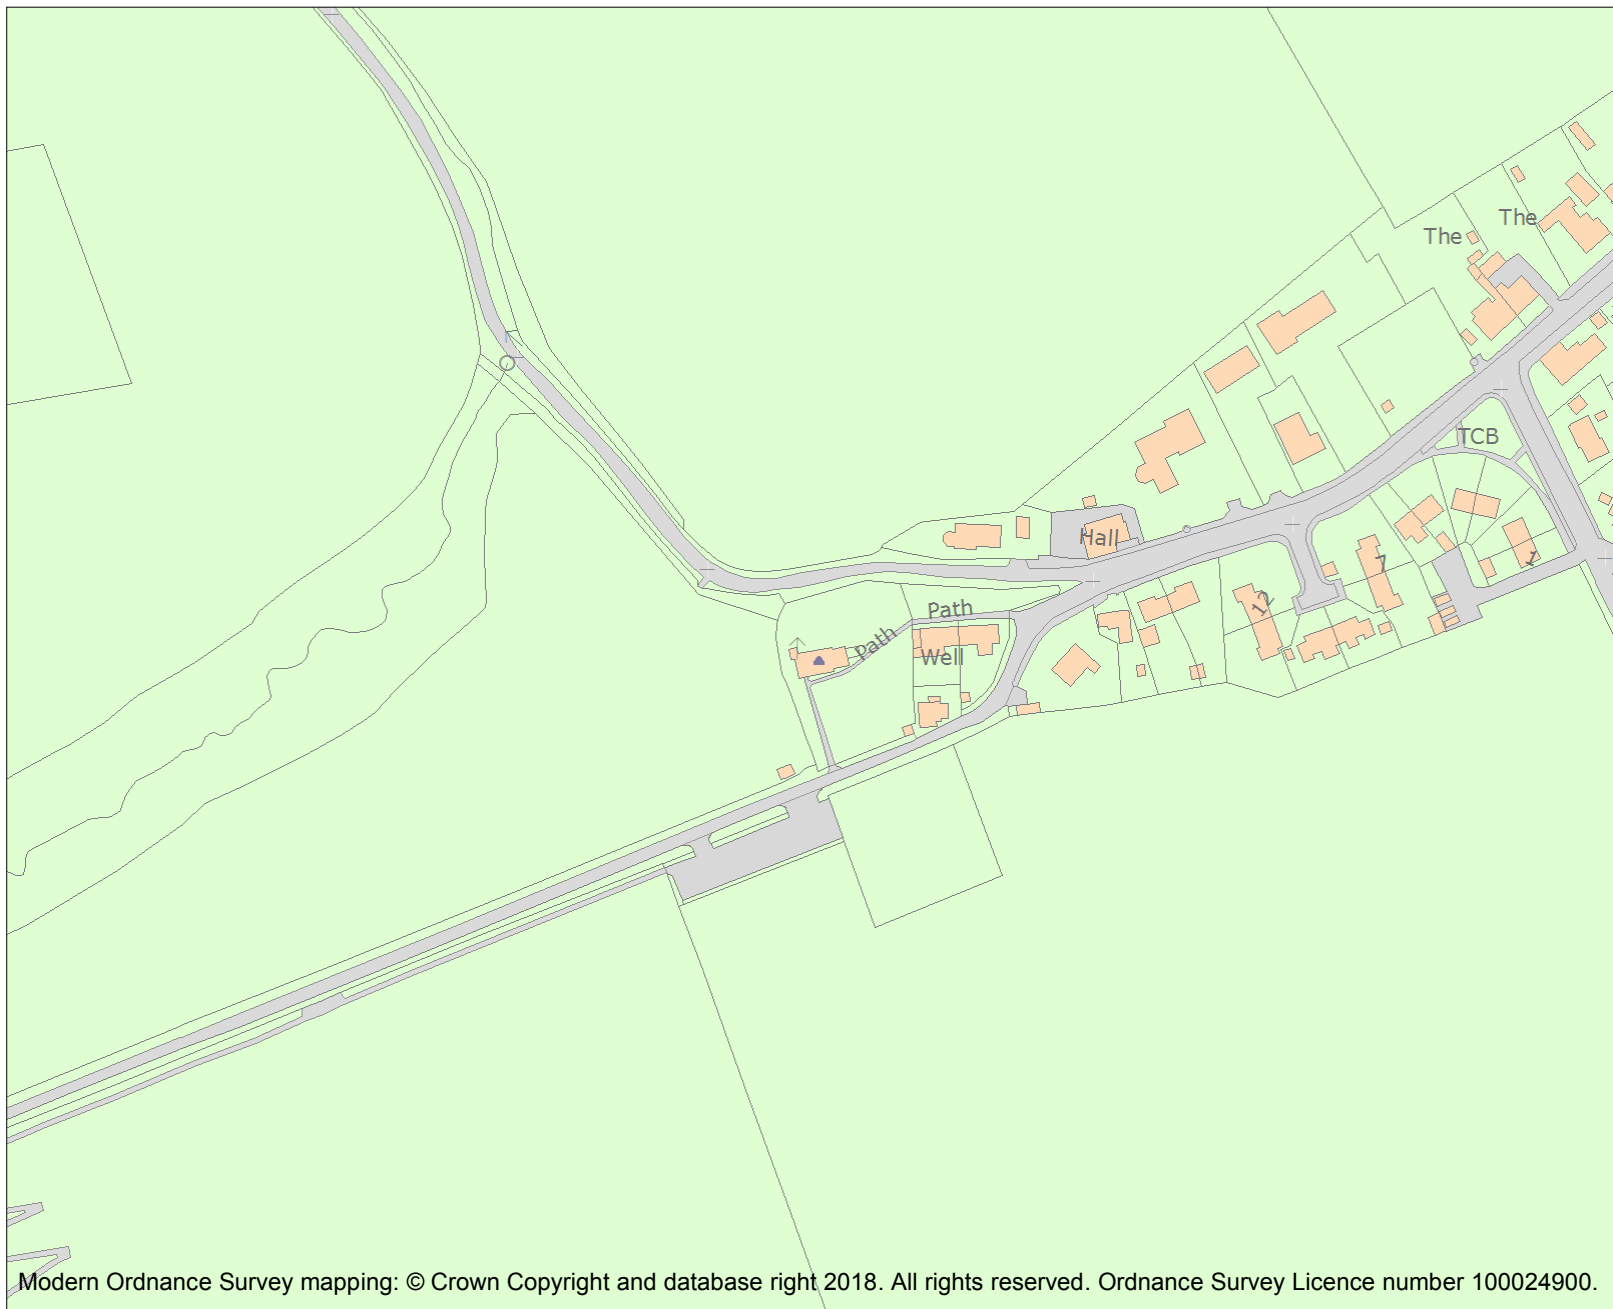 The
The
TCB
Hall
7
1
12
Path
Path
Well
Modern Ordnance Survey mapping: © Crown Copyright and database right 2018. All rights reserved. Ordnance Survey Licence number 100024900.